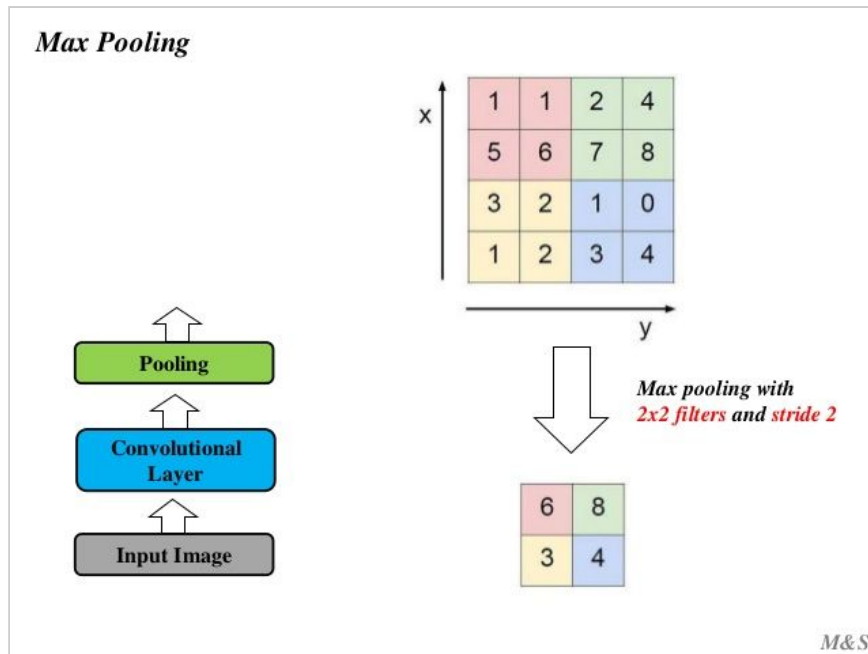 Max Pooling
x
1 1 2 4
5 6 7 8
3 2 1 0
1 2 3 4
y
Pooling
Convolutional
Layer
Input Image
Max pooling with
2x2 filters and stride 2
6 8
3 4
M&S